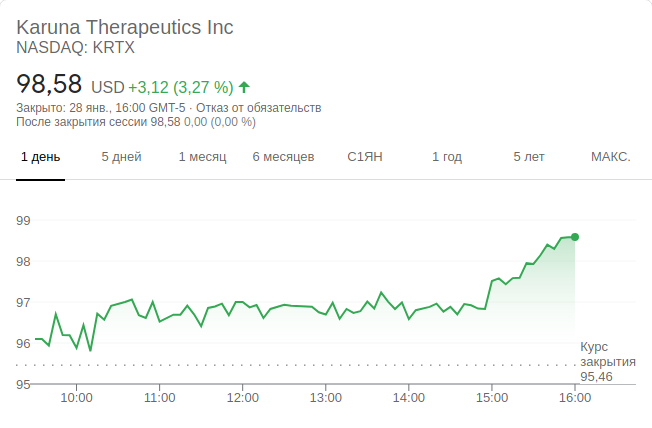 Karuna Therapeutics Inc
NASDAQ: KRTX
98,58 USD +3,12 (3,27 %)
Закрыто: 28 янв., 16:00 GMT-5 · Отказ от обязательств
После закрытия сессии 98,58 0,00 (0,00 %)
1 день 5 дней 1 месяц 6 месяцев С1ЯН 1 год 5 лет МАКС.
99
98
97
96
Курс
закрытия
95,46
95
10:00 11:00 12:00 13:00 14:00 15:00 16:00